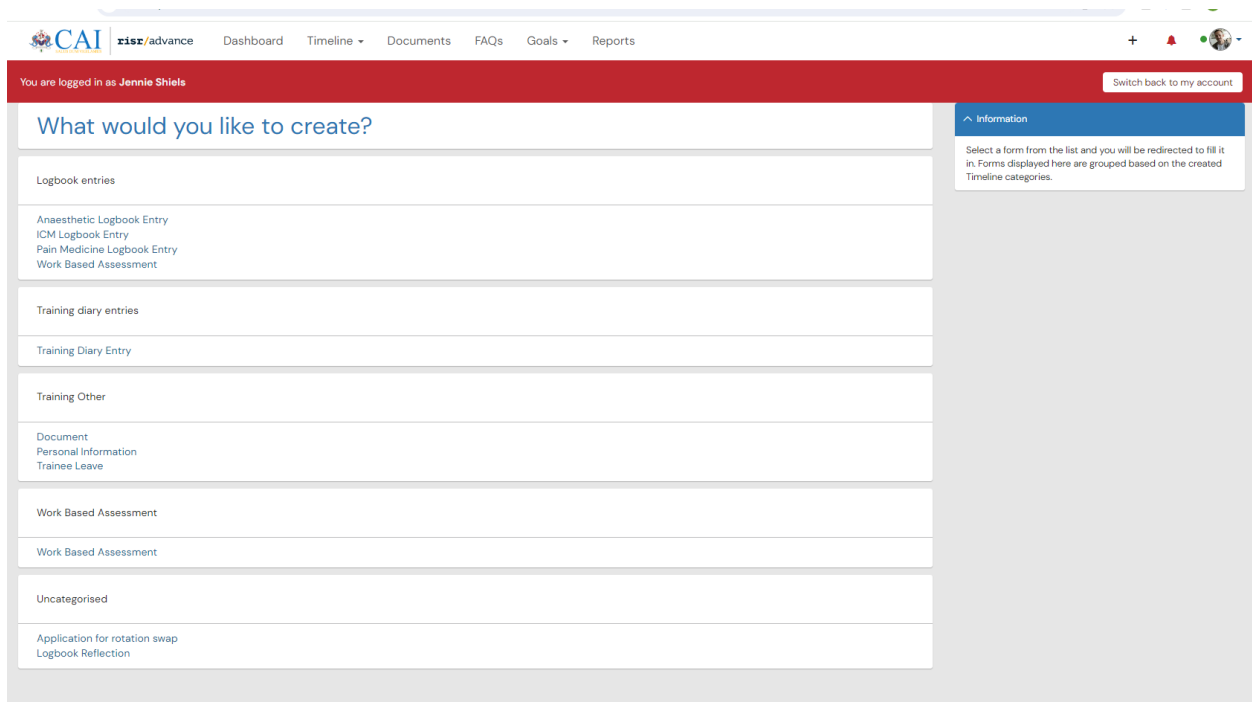 CAI risr/advance Dashboard Timeline Documents FAQs Goals Reports +
You are logged in as Jennie Shiels Switch back to my account
What would you like to create?
Logbook entries
Anaesthetic Logbook Entry
ICM Logbook Entry
Pain Medicine Logbook Entry
Work Based Assessment
Training diary entries
Training Diary Entry
Training Other
Document
Personal Information
Trainee Leave
Work Based Assessment
Work Based Assessment
Uncategorised
Application for rotation swap
Logbook Reflection
Information
Select a form from the list and you will be redirected to fill it
in. Forms displayed here are grouped based on the created
Timeline categories.